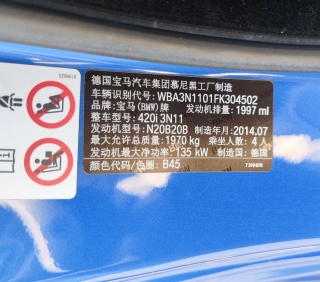 德国宝马汽车集团慕尼黑工厂制造
车辆识别代号: WBA3N1101FK304502
品牌: 宝马(BMW)牌 发动机排量: 1997 ml
整车型号: 420i 3N11
发动机型号: N20B20B 制造年月: 2014.07
最大允许总质量: 1970 kg 乘坐人数: 4 人
发动机最大净功率: 135 kW 制造国: 德国
颜色代码/色圈: B45